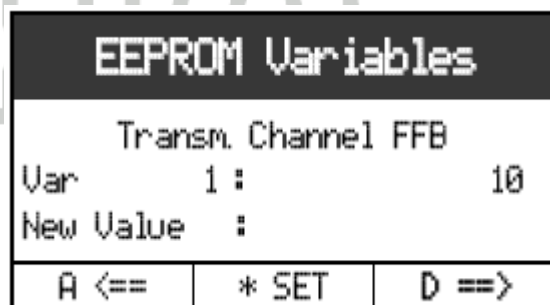 EEPROM Variables
Transm. Channel FFB
Var 1 : 10
New Value :
A <== * SET D ==>